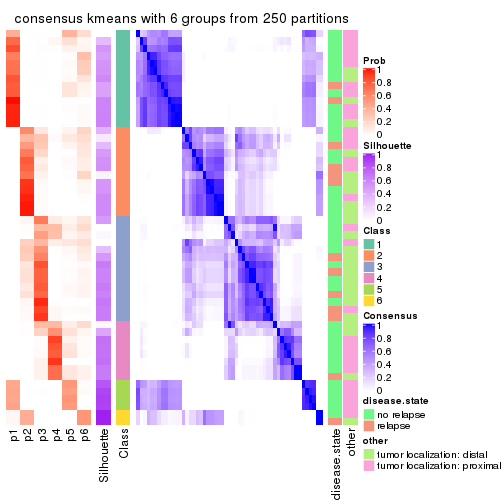 consensus kmeans with 6 groups from 250 partitions
p1
p2
p3
p4
p5
p6
Silhouette
Class
disease.state
other
Prob
1
0.8
0.6
0.4
0.2
0
Silhouette
1
0.8
0.6
0.4
0.2
0
Class
1
2
3
4
5
6
Consensus
1
0.8
0.6
0.4
0.2
0
disease.state
no relapse
relapse
other
tumor localization: distal
tumor localization: proximal